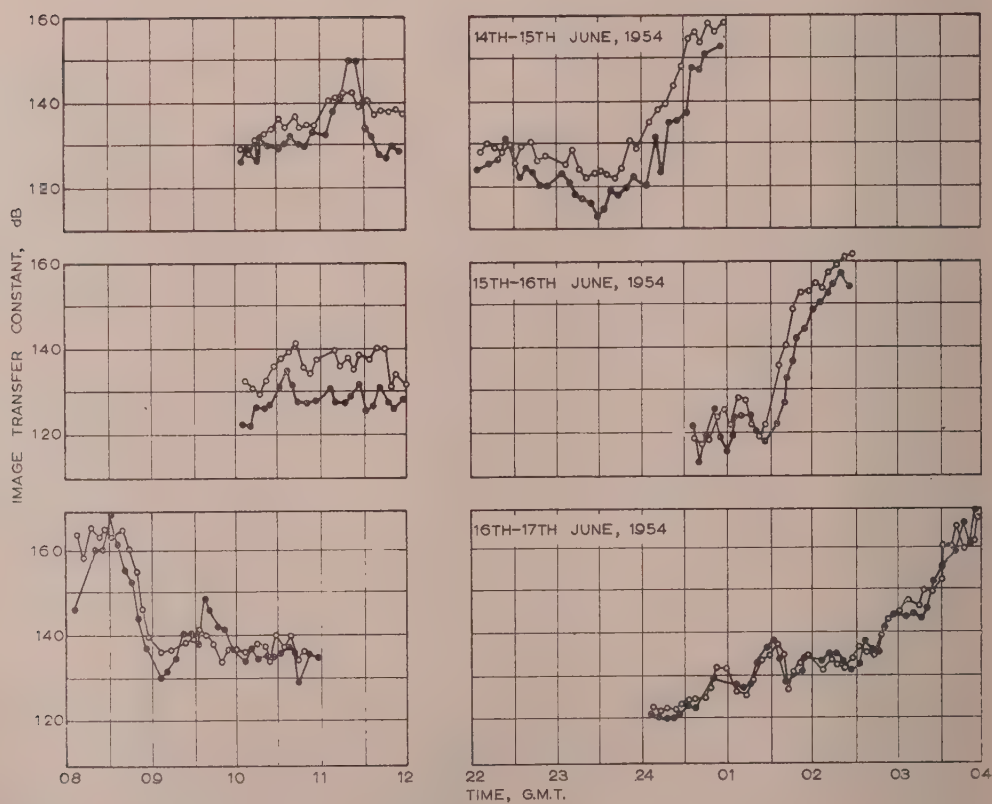 160
140
120
14TH-15TH JUNE, 1954
160
140
120
15TH-16TH JUNE, 1954
160
140
120
16TH-17TH JUNE, 1954
IMAGE TRANSFER CONSTANT, dB
08 09 10 11 12
22 23 24 01 02 03 04
TIME, G.M.T.